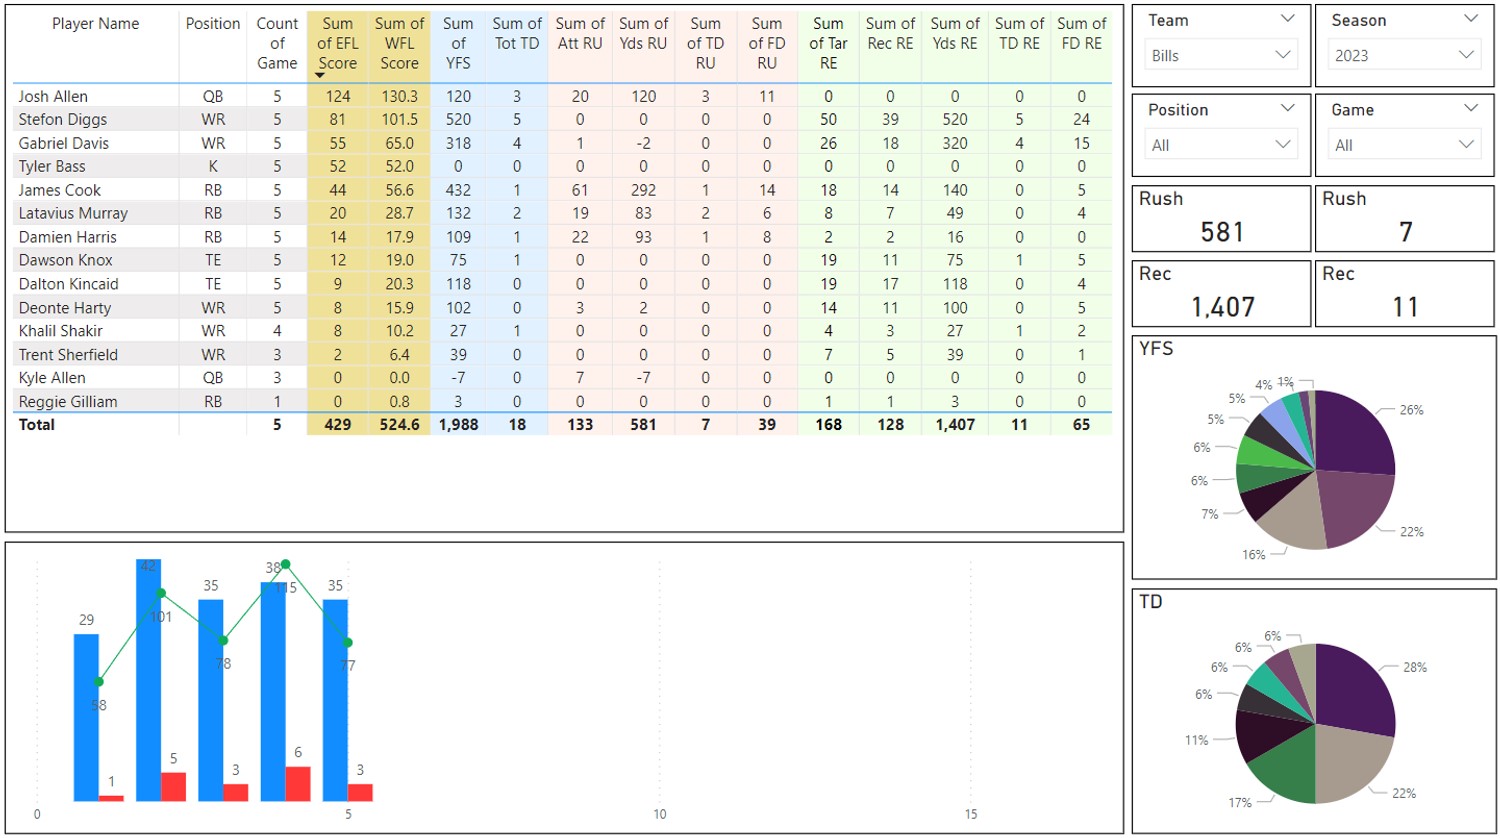 Player Name Position Count of Game Sum of EFL Score Sum of WFL Score Sum of YFS Sum of Tot TD Sum of Att RU Sum of Yds RU Sum of TD RU Sum of FD RU Sum of Tar RE Sum of Rec RE Sum of Yds RE Sum of TD RE Sum of FD RE
Josh Allen QB 5 124 130.3 120 3 20 120 3 11 0 0 0 0 0
Stefon Diggs WR 5 81 101.5 520 5 0 0 0 0 50 39 520 5 24
Gabriel Davis WR 5 55 65.0 318 4 1 -2 0 0 26 18 320 4 15
Tyler Bass K 5 52 52.0 0 0 0 0 0 0 0 0 0 0 0
James Cook RB 5 44 56.6 432 1 61 292 1 14 18 14 140 0 5
Latavius Murray RB 5 20 28.7 132 2 19 83 2 6 8 7 49 0 4
Damien Harris RB 5 14 17.9 109 1 22 93 1 8 2 2 16 0 0
Dawson Knox TE 5 12 19.0 75 1 0 0 0 0 19 11 75 1 5
Dalton Kincaid TE 5 9 20.3 118 0 0 0 0 0 19 17 118 0 4
Deonte Harty WR 5 8 15.9 102 0 3 2 0 0 14 11 100 0 5
Khalil Shakir WR 4 8 10.2 27 1 0 0 0 0 4 3 27 1 2
Trent Sherfield WR 3 2 6.4 39 0 0 0 0 0 7 5 39 0 1
Kyle Allen QB 3 0 0.0 -7 0 7 -7 0 0 0 0 0 0 0
Reggie Gilliam RB 1 0 0.8 3 0 0 0 0 0 1 1 3 0 0
Total 5 429 524.6 1,988 18 133 581 7 39 168 128 1,407 11 65
Team
Bills
Season
2023
Position
All
Game
All
Rush
581
Rush
7
Rec
1,407
Rec
11
YFS
26%
22%
16%
7%
6%
6%
5%
5%
4%
1%
TD
28%
22%
17%
11%
6%
6%
6%
6%
29 42 35 38 35
58 101 78 115 77
1 5 3 6 3
0 5 10 15